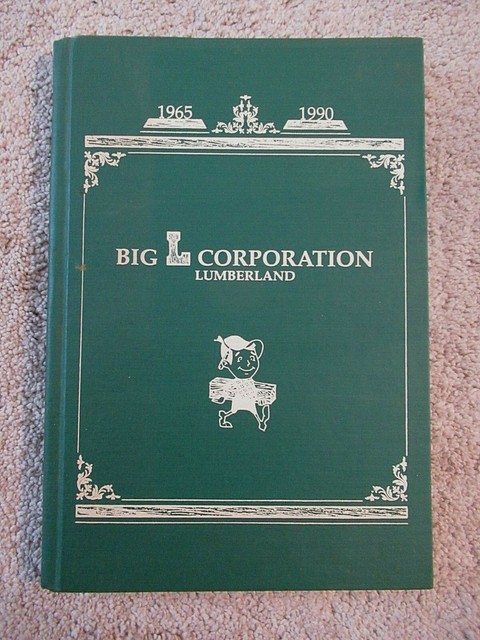 1965 1990
BIG L CORPORATION
LUMBERLAND